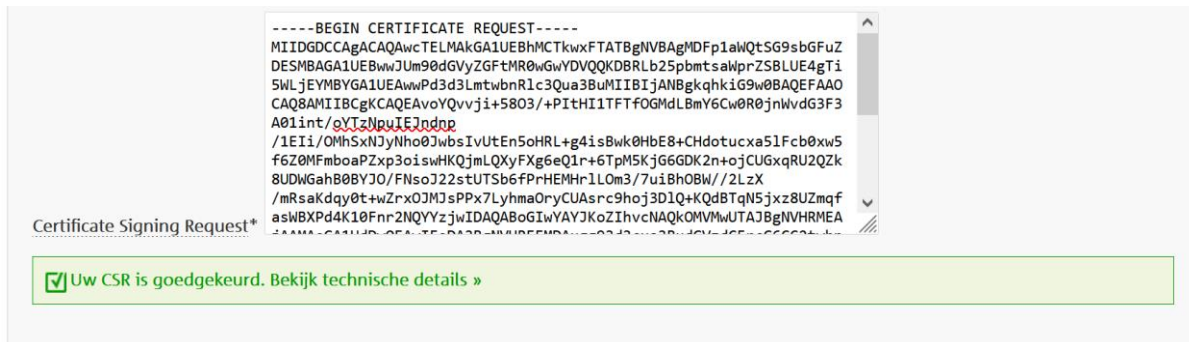 -----BEGIN CERTIFICATE REQUEST-----
MIIDGDCCAgACAQAwcTELMAkGA1UEBhMCTkwxFTATBgNVBAgMDFp1aWQtSG9sbGFuZ
DESMBAGA1UEBwwJUm90dGVyZGFtMR0wGwYDVQQKDBRLb25pbmtsaWprZSBLUE4gTi
5WLjEYMBYGA1UEAwwPd3d3LmtwbnRlc3Qua3BuMIIBIjANBgkqhkiG9w0BAQEFAAO
CAQ8AMIIBCgKCAQEAvoYQvvji+58O3/+PItHI1TFTfOGMdLBmY6Cw0R0jnWvdG3F3
A01int/oYTzNpuIEJndnp
/1EIi/OMhSxNJyNho0JwbsIvUtEn5oHRL+g4isBwk0HbE8+CHdotucxa5lFcb0xw5
f6Z0MFmboaPZxp3oiswHKQjmLQXyFXg6eQ1r+6TpM5KjG6GDK2n+ojCUGxqRU2QZk
8UDWGahB0BYJO/FNsoJ22stUTSb6fPrHEMHrlLOm3/7uiBhOBW//2LzX
/mRsaKdqy0t+wZrxOJMJsPPx7LyhmaOryCUAsrc9hoj3DlQ+KQdBTqN5jxz8UZmqf
asWBXPd4K10Fnr2NQYYzjwIDAQABoGIwYAYJKoZIhvcNAQkOMVMwUTAJBgNVHRMEA
Certificate Signing Request*
Uw CSR is goedgekeurd. Bekijk technische details »